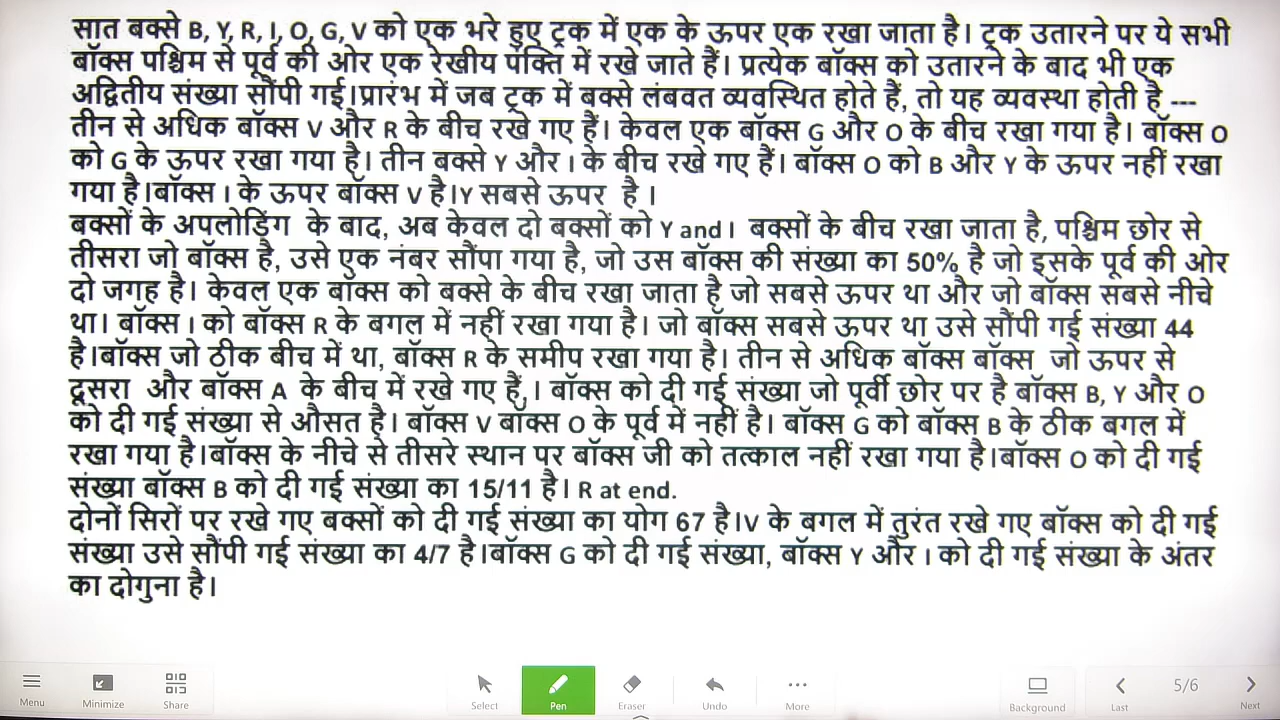 सात बक्से B, Y, R, I, O, G, V को एक भरे हुए ट्रक में एक के ऊपर एक रखा जाता है। ट्रक उतारने पर ये सभी
बॉक्स पश्चिम से पूर्व की ओर एक रेखीय पंक्ति में रखे जाते हैं। प्रत्येक बॉक्स को उतारने के बाद भी एक
अद्वितीय संख्या सौंपी गई।प्रारंभ में जब ट्रक में बक्से लंबवत व्यवस्थित होते हैं, तो यह व्यवस्था होती है ---
तीन से अधिक बॉक्स V और R के बीच रखे गए हैं। केवल एक बॉक्स G और O के बीच रखा गया है। बॉक्स O
को G के ऊपर रखा गया है। तीन बक्से Y और I के बीच रखे गए हैं। बॉक्स O को B और Y के ऊपर नहीं रखा
गया है।बॉक्स I के ऊपर बॉक्स V है।Y सबसे ऊपर है ।
बक्सों के अपलोडिंग के बाद, अब केवल दो बक्सों को Y and I बक्सों के बीच रखा जाता है, पश्चिम छोर से
तीसरा जो बॉक्स है, उसे एक नंबर सौंपा गया है, जो उस बॉक्स की संख्या का 50% है जो इसके पूर्व की ओर
दो जगह है। केवल एक बॉक्स को बक्से के बीच रखा जाता है जो सबसे ऊपर था और जो बॉक्स सबसे नीचे
था। बॉक्स I को बॉक्स R के बगल में नहीं रखा गया है। जो बॉक्स सबसे ऊपर था उसे सौंपी गई संख्या 44
है।बॉक्स जो ठीक बीच में था, बॉक्स R के समीप रखा गया है। तीन से अधिक बॉक्स बॉक्स जो ऊपर से
दूसरा और बॉक्स A के बीच में रखे गए हैं,। बॉक्स को दी गई संख्या जो पूर्वी छोर पर है बॉक्स B, Y और O
को दी गई संख्या से औसत है। बॉक्स V बॉक्स O के पूर्व में नहीं है। बॉक्स G को बॉक्स B के ठीक बगल में
रखा गया है।बॉक्स के नीचे से तीसरे स्थान पर बॉक्स जी को तत्काल नहीं रखा गया है।बॉक्स O को दी गई
संख्या बॉक्स B को दी गई संख्या का 15/11 है। R at end.
दोनों सिरों पर रखे गए बक्सों को दी गई संख्या का योग 67 है।V के बगल में तुरंत रखे गए बॉक्स को दी गई
संख्या उसे सौंपी गई संख्या का 4/7 है।बॉक्स G को दी गई संख्या, बॉक्स Y और I को दी गई संख्या के अंतर
का दोगुना है।
Menu Minimize Share Select Pen Eraser Undo More Background Last 5/6 Next